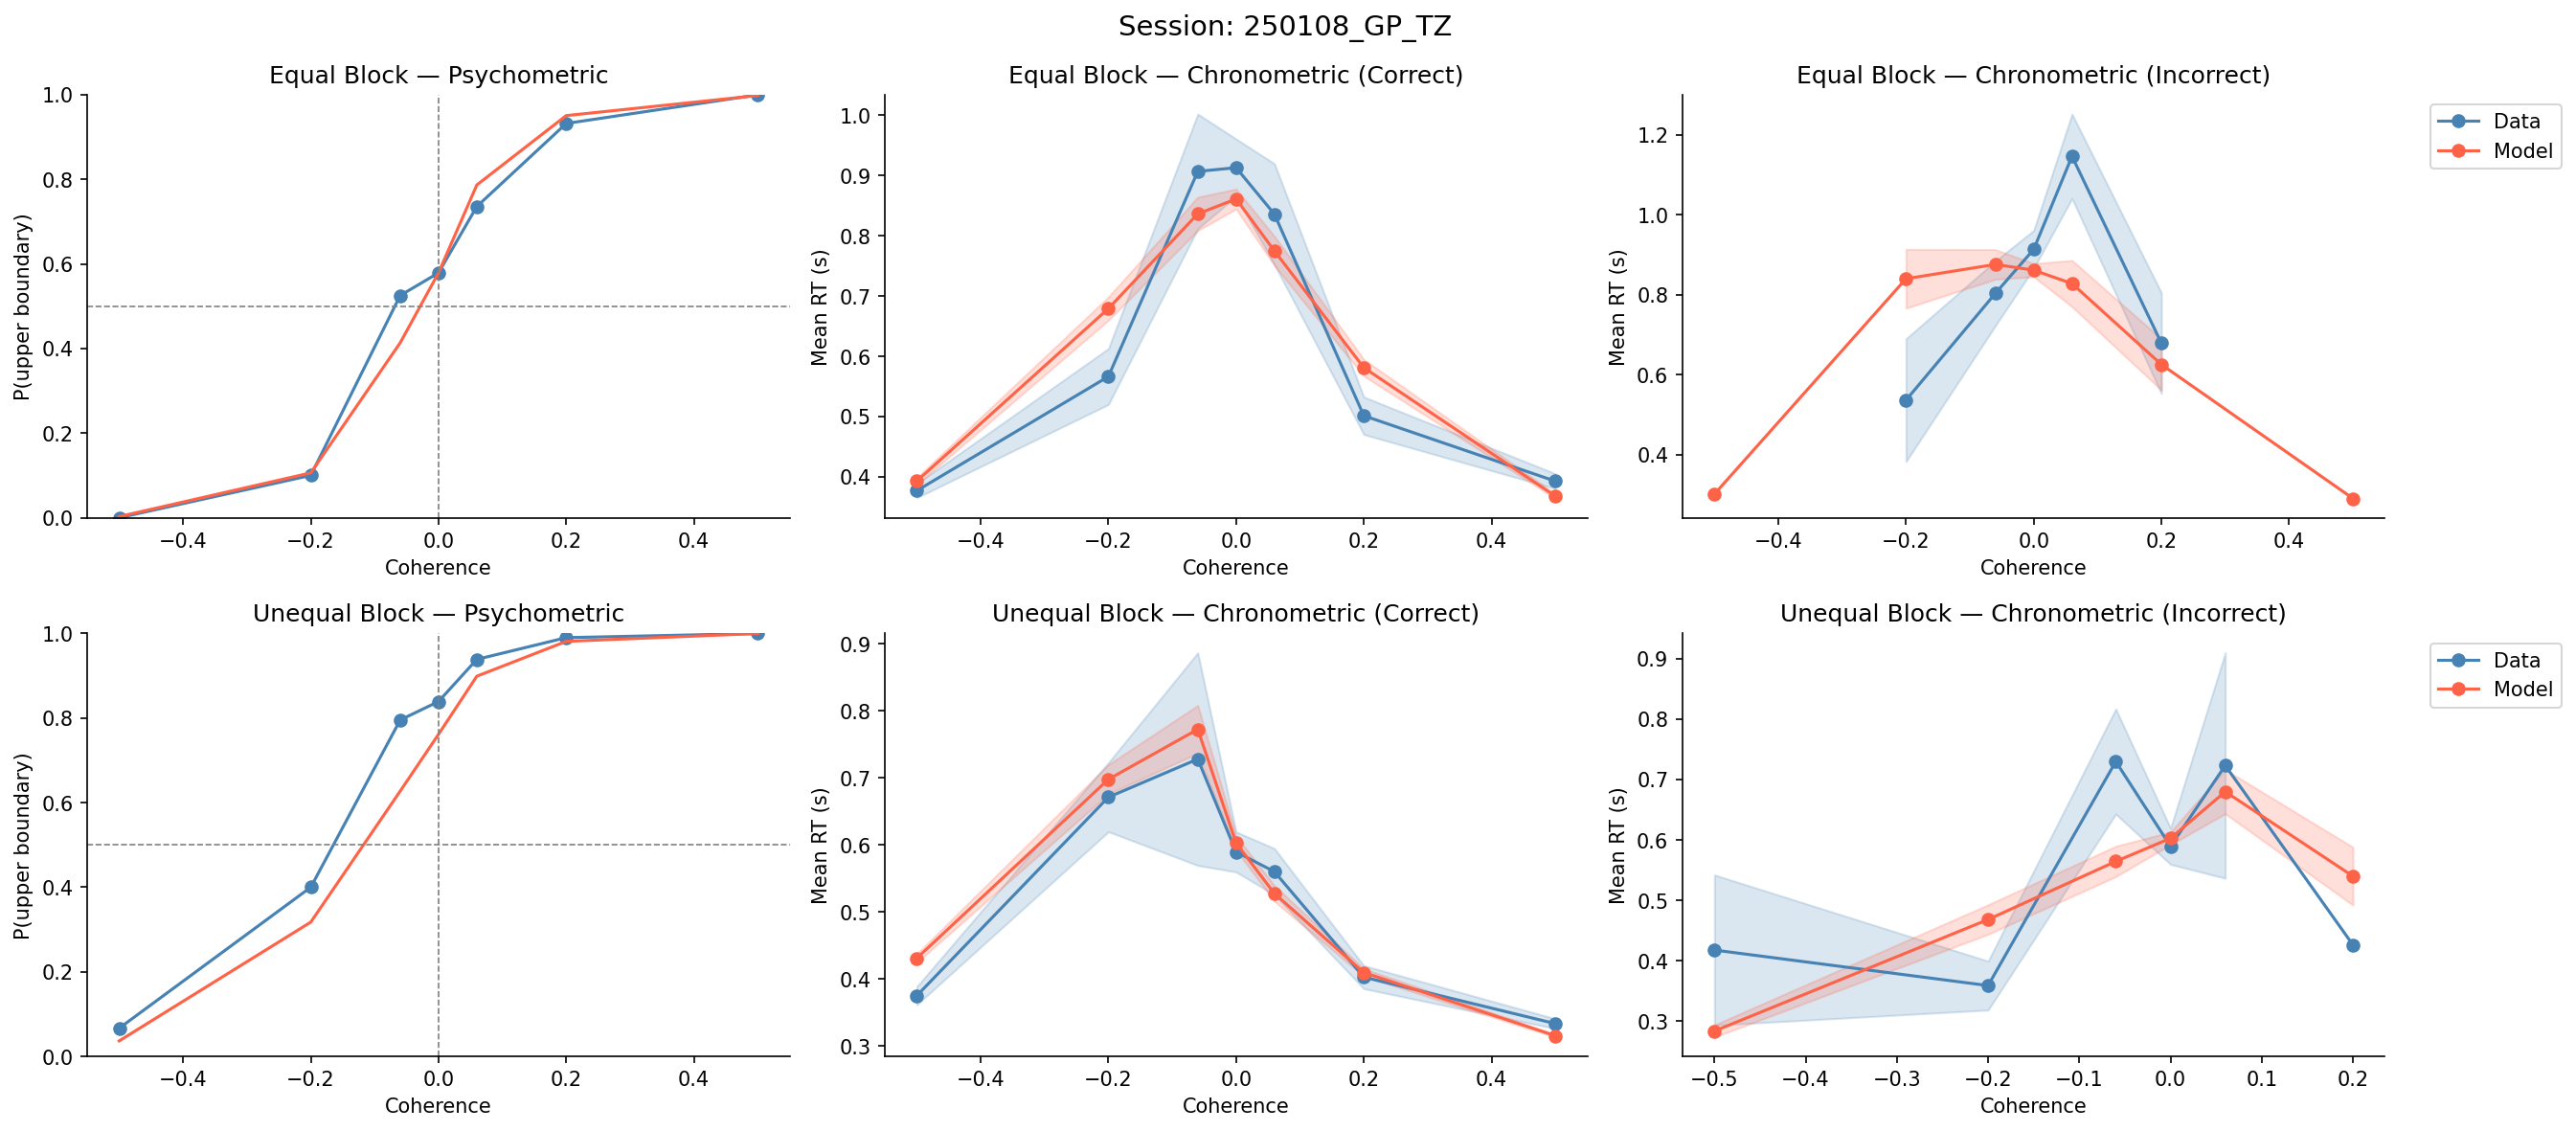 Session: 250108_GP_TZ
Equal Block — Psychometric
P(upper boundary)
1.0
0.8
0.6
0.4
0.2
0.0
−0.4 −0.2 0.0 0.2 0.4
Coherence
Equal Block — Chronometric (Correct)
Mean RT (s)
1.0
0.9
0.8
0.7
0.6
0.5
0.4
−0.4 −0.2 0.0 0.2 0.4
Coherence
Equal Block — Chronometric (Incorrect)
Mean RT (s)
1.2
1.0
0.8
0.6
0.4
−0.4 −0.2 0.0 0.2 0.4
Coherence
Data
Model
Unequal Block — Psychometric
P(upper boundary)
1.0
0.8
0.6
0.4
0.2
0.0
−0.4 −0.2 0.0 0.2 0.4
Coherence
Unequal Block — Chronometric (Correct)
Mean RT (s)
0.9
0.8
0.7
0.6
0.5
0.4
0.3
−0.4 −0.2 0.0 0.2 0.4
Coherence
Unequal Block — Chronometric (Incorrect)
Mean RT (s)
0.9
0.8
0.7
0.6
0.5
0.4
0.3
−0.5 −0.4 −0.3 −0.2 −0.1 0.0 0.1 0.2
Coherence
Data
Model